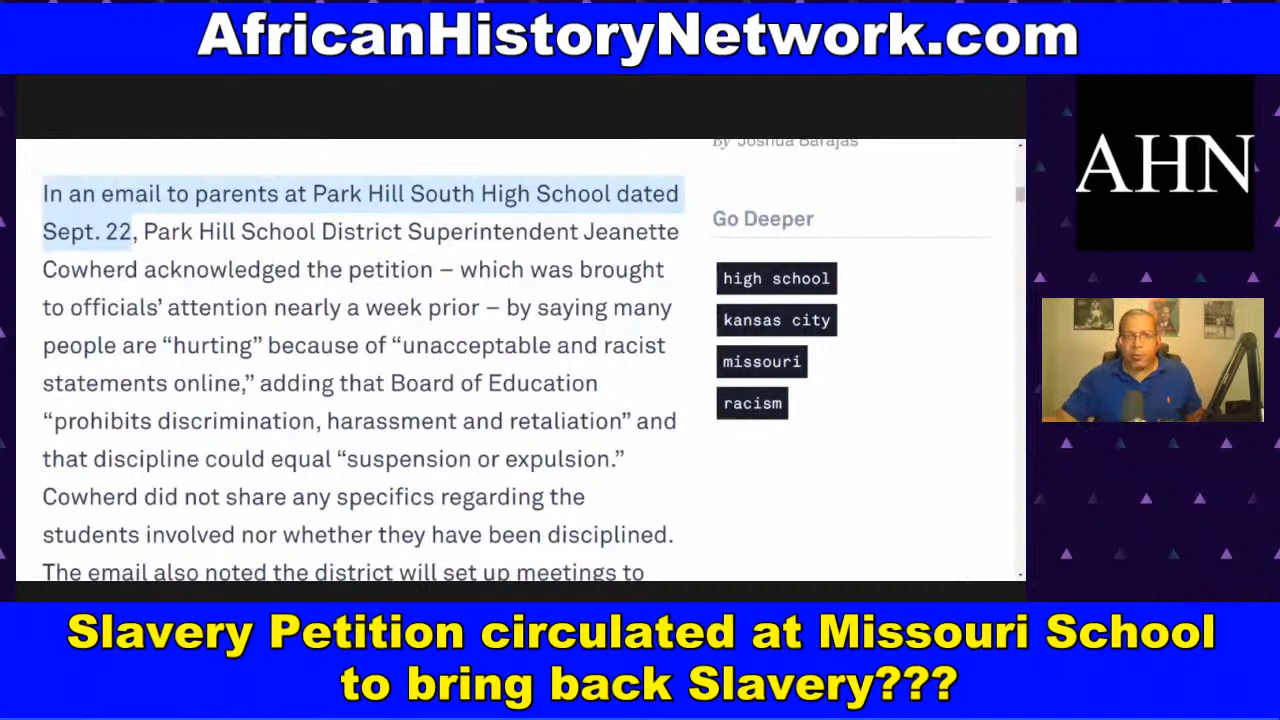 AfricanHistoryNetwork.com
By Joshua Barajas
In an email to parents at Park Hill South High School dated
Sept. 22, Park Hill School District Superintendent Jeanette
Cowherd acknowledged the petition – which was brought
to officials’ attention nearly a week prior – by saying many
people are “hurting” because of “unacceptable and racist
statements online,” adding that Board of Education
“prohibits discrimination, harassment and retaliation” and
that discipline could equal “suspension or expulsion.”
Cowherd did not share any specifics regarding the
students involved nor whether they have been disciplined.
The email also noted the district will set up meetings to
Go Deeper
high school
kansas city
missouri
racism
AHN
Slavery Petition circulated at Missouri School
to bring back Slavery???